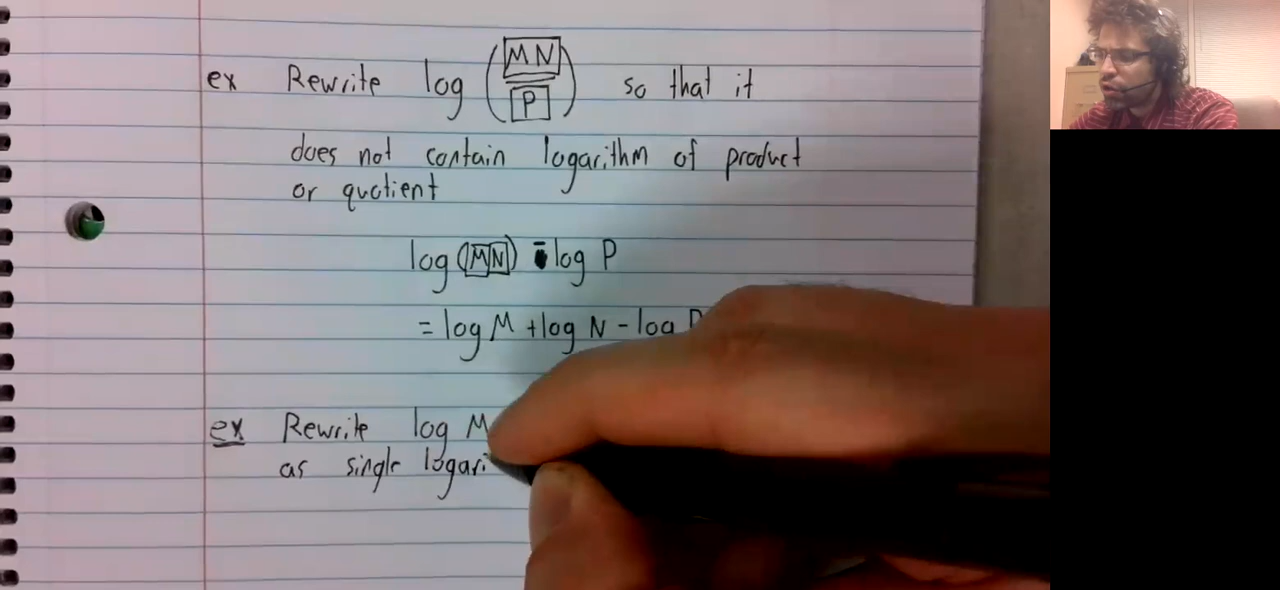 ex Rewrite log (MN/P) so that it
does not contain logarithm of product
or quotient
log(MN) - log P
= log M + log N - log P
ex Rewrite log M
as single logari